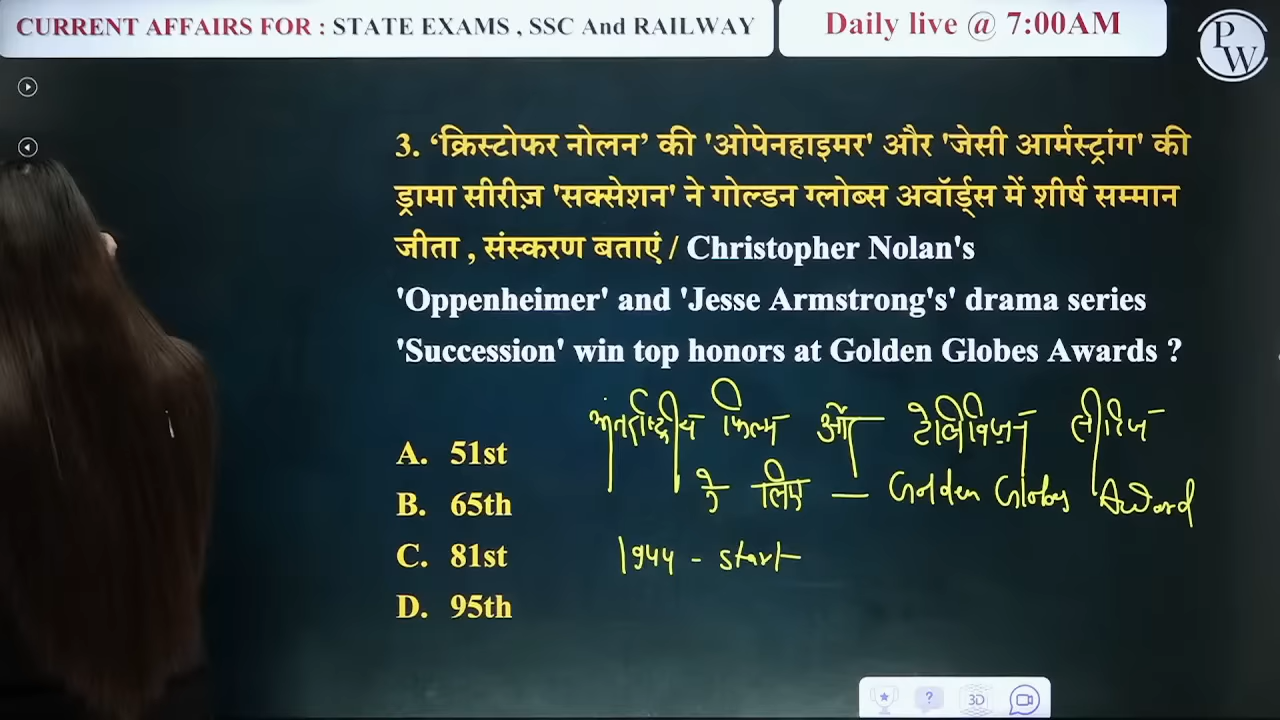 CURRENT AFFAIRS FOR : STATE EXAMS , SSC And RAILWAY
Daily live @ 7:00AM
PW
3. ‘क्रिस्टोफर नोलन’ की 'ओपेनहाइमर' और 'जेसी आर्मस्ट्रांग' की
ड्रामा सीरीज़ 'सक्सेशन' ने गोल्डन ग्लोब्स अवॉर्ड्स में शीर्ष सम्मान
जीता , संस्करण बताएं / Christopher Nolan's
'Oppenheimer' and 'Jesse Armstrong's' drama series
'Succession' win top honors at Golden Globes Awards ?
अंतर्राष्ट्रीय फिल्म और टेलिविज़न सीरिज
के लिए — Golden Globes Award
1944 - start
A. 51st
B. 65th
C. 81st
D. 95th
?
3D